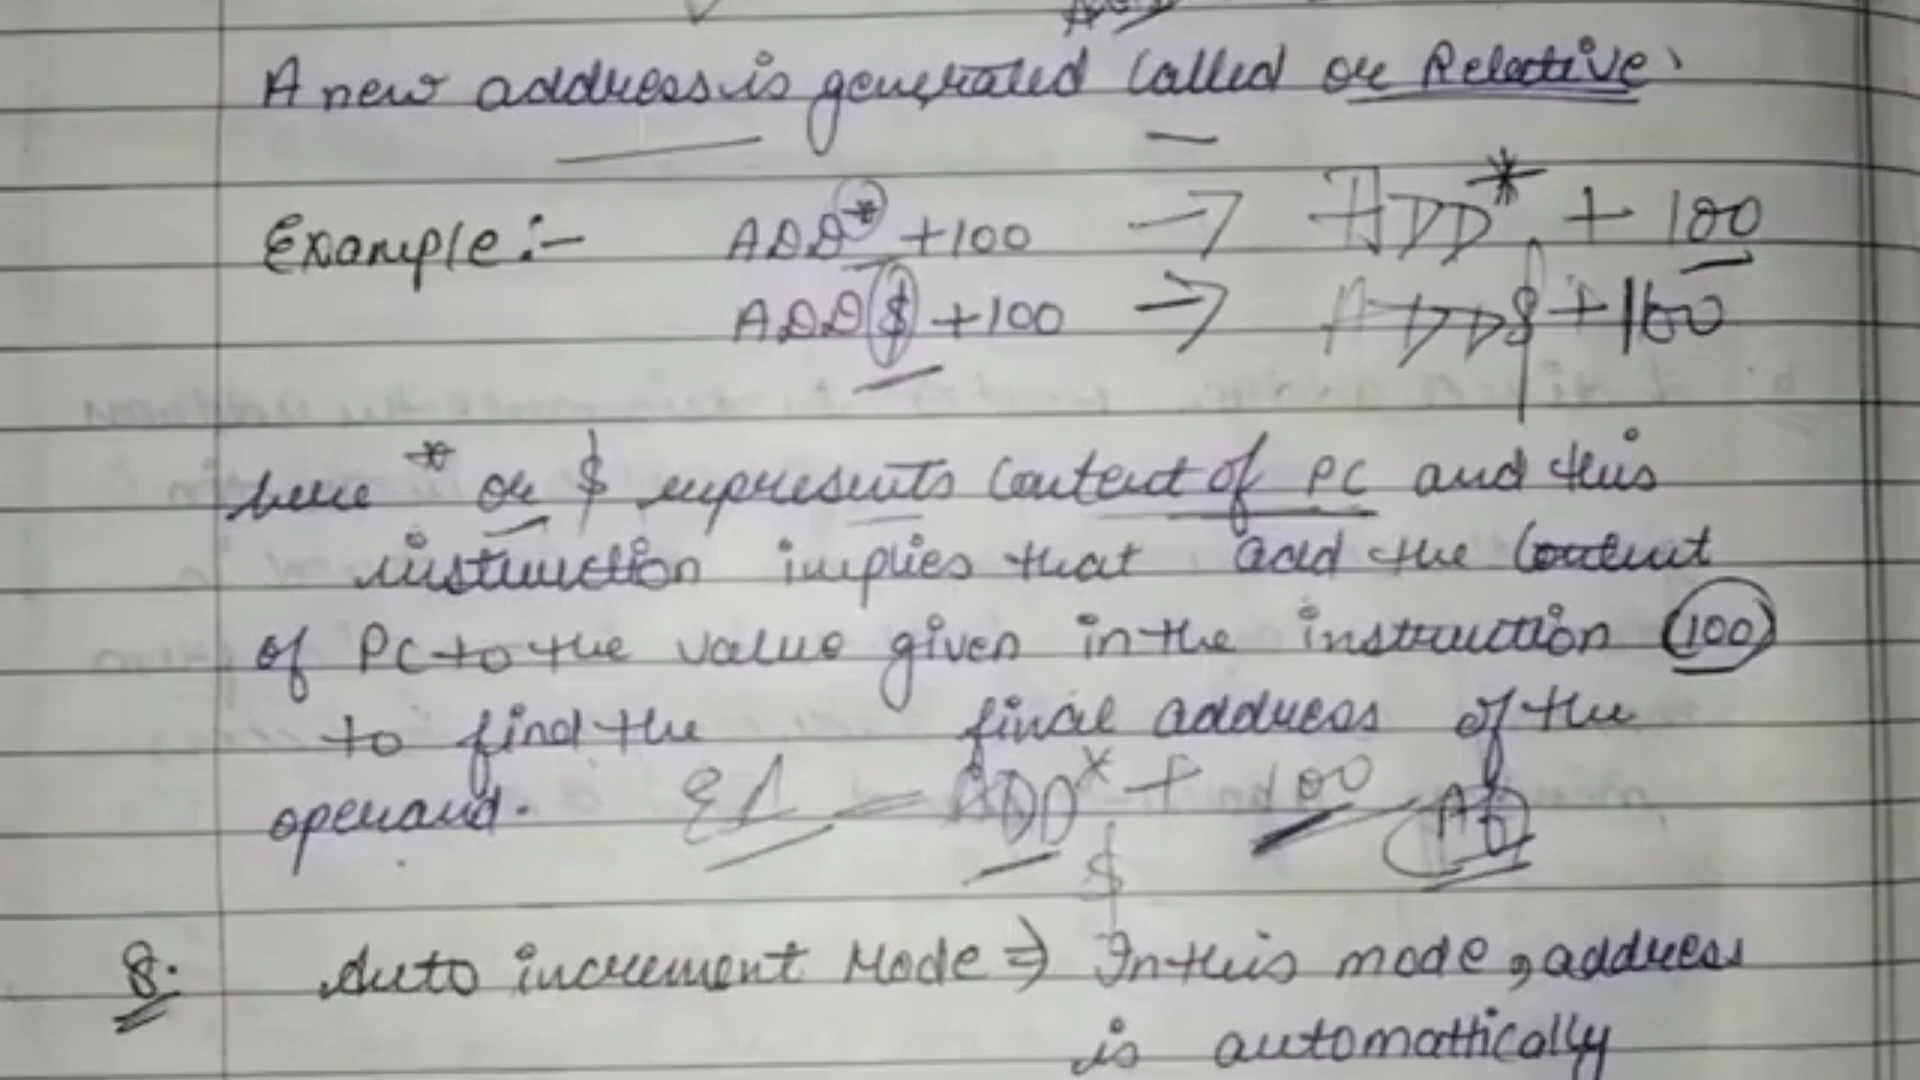 A new address is generated called or Relative.
Example:- ADD* +100 → ADD* + 100
ADD$ +100 → ADD$ +100
here * or $ represents content of PC and this
instruction implies that add the content
of PC to the value given in the instruction (100)
to find the final address of the
operand. ADD* + 100
$
8. Auto increment Mode ⇒ In this mode, address
is automattically